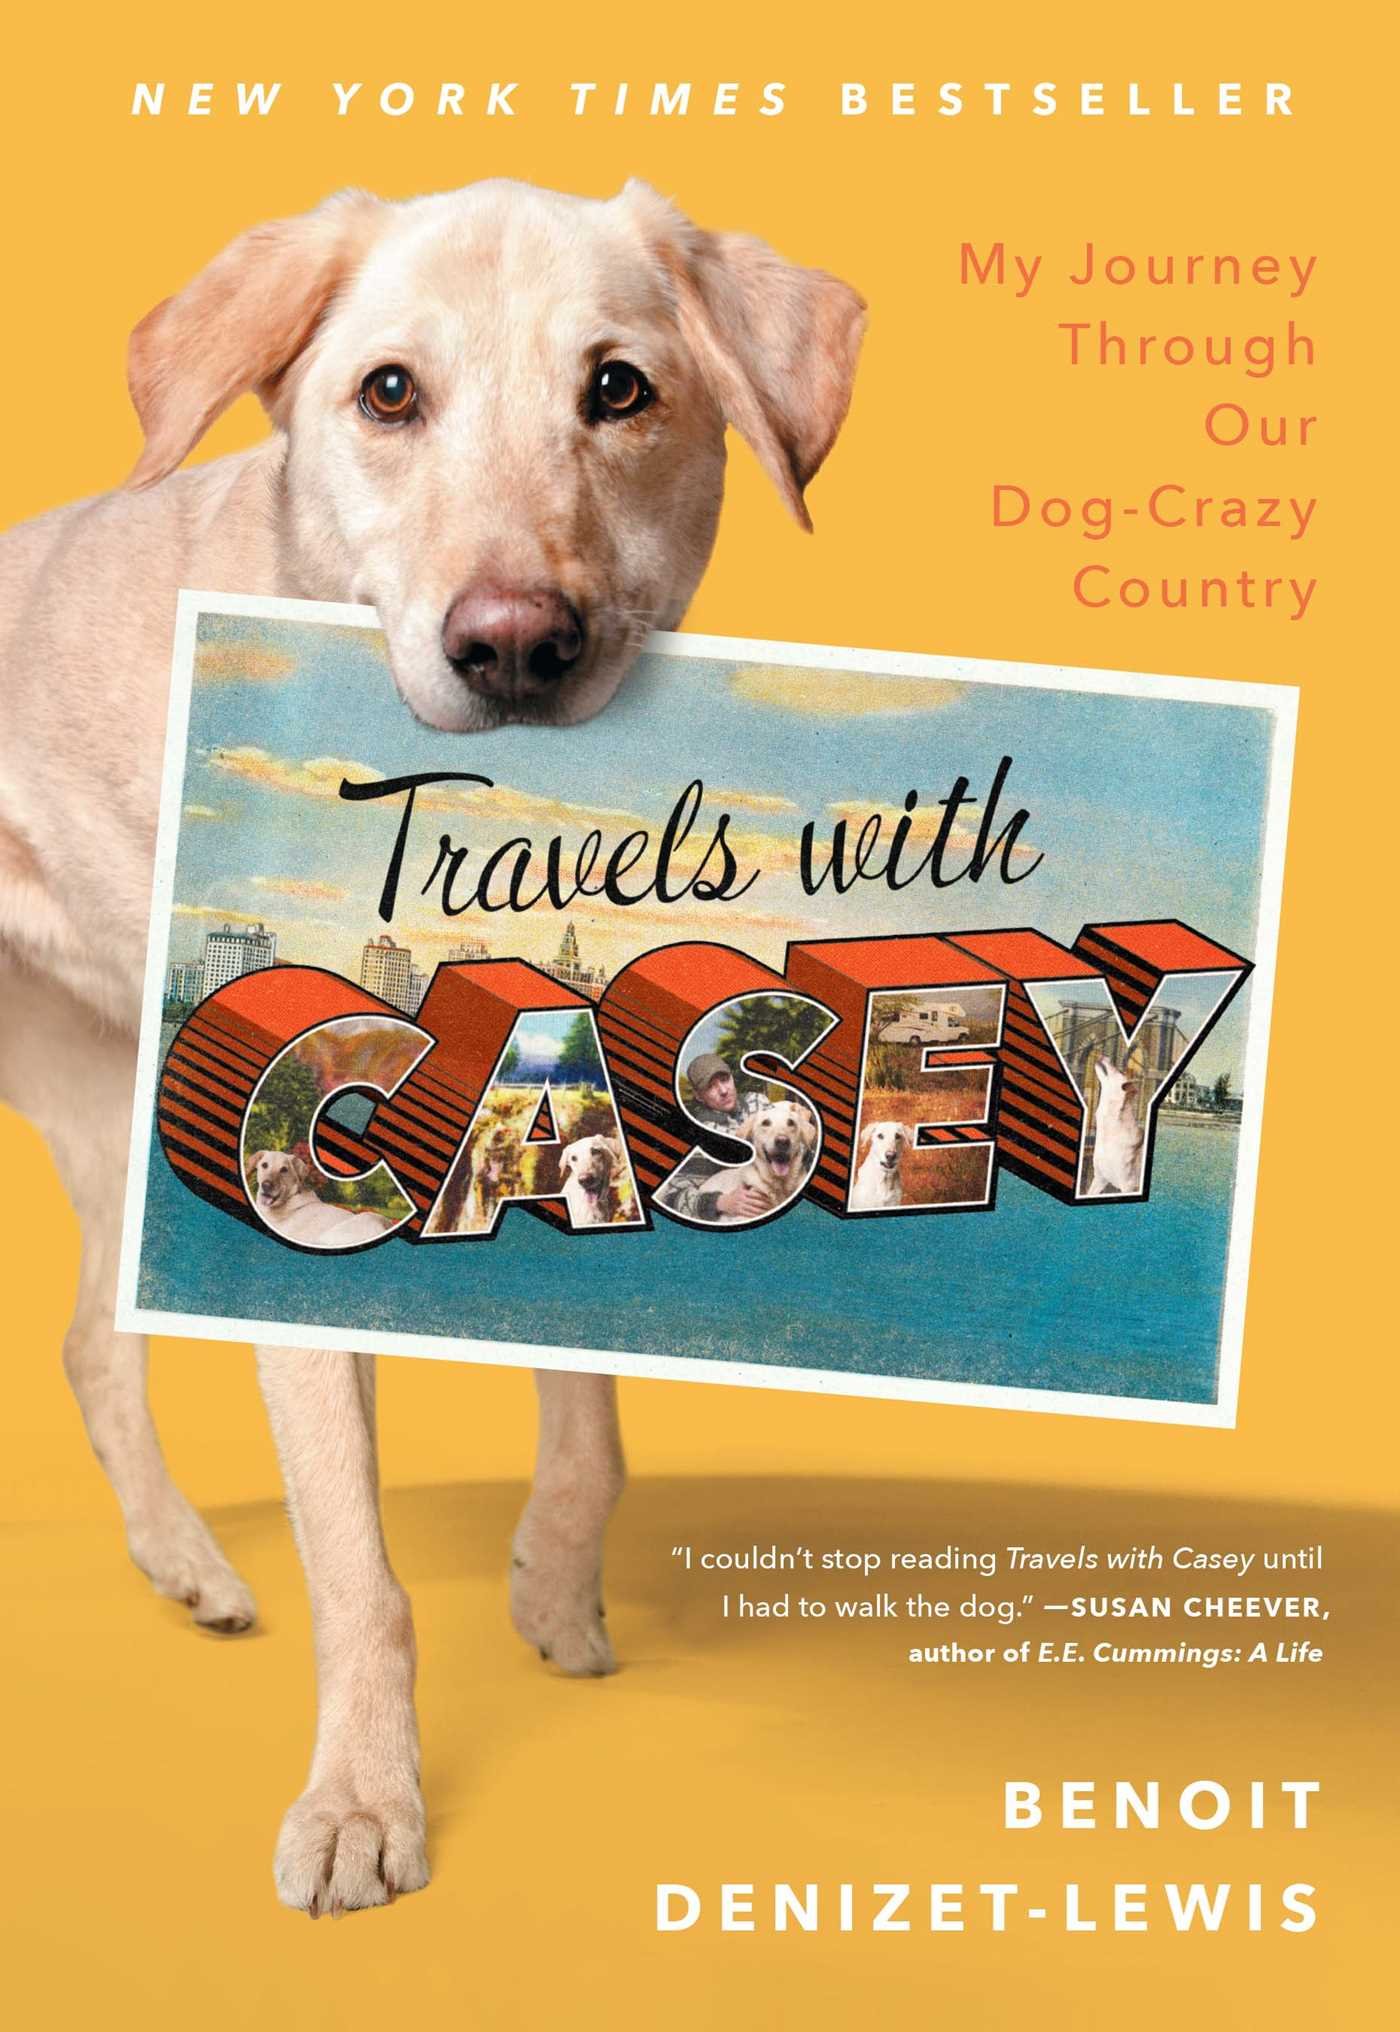 NEW YORK TIMES BESTSELLER
My Journey
Through
Our
Dog-Crazy
Country
Travels with
CASEY
“I couldn’t stop reading Travels with Casey until
I had to walk the dog.” —SUSAN CHEEVER,
author of E.E. Cummings: A Life
BENOIT
DENIZET-LEWIS